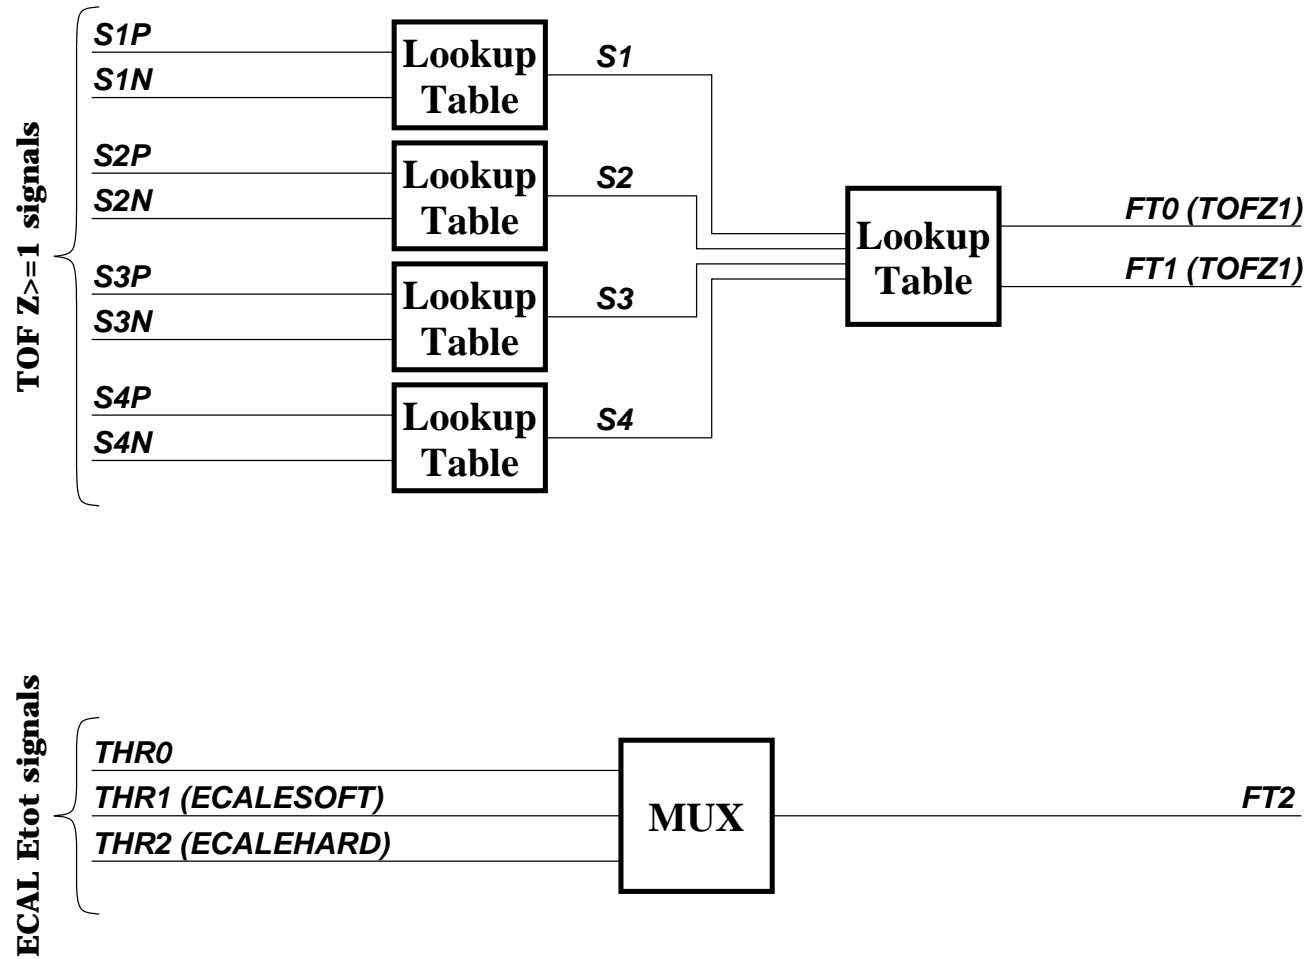 TOF Z>=1 signals
S1P
S1N
Lookup
Table
S1
S2P
S2N
Lookup
Table
S2
S3P
S3N
Lookup
Table
S3
S4P
S4N
Lookup
Table
S4
Lookup
Table
FT0 (TOFZ1)
FT1 (TOFZ1)
ECAL Etot signals
THR0
THR1 (ECALESOFT)
THR2 (ECALEHARD)
MUX
FT2